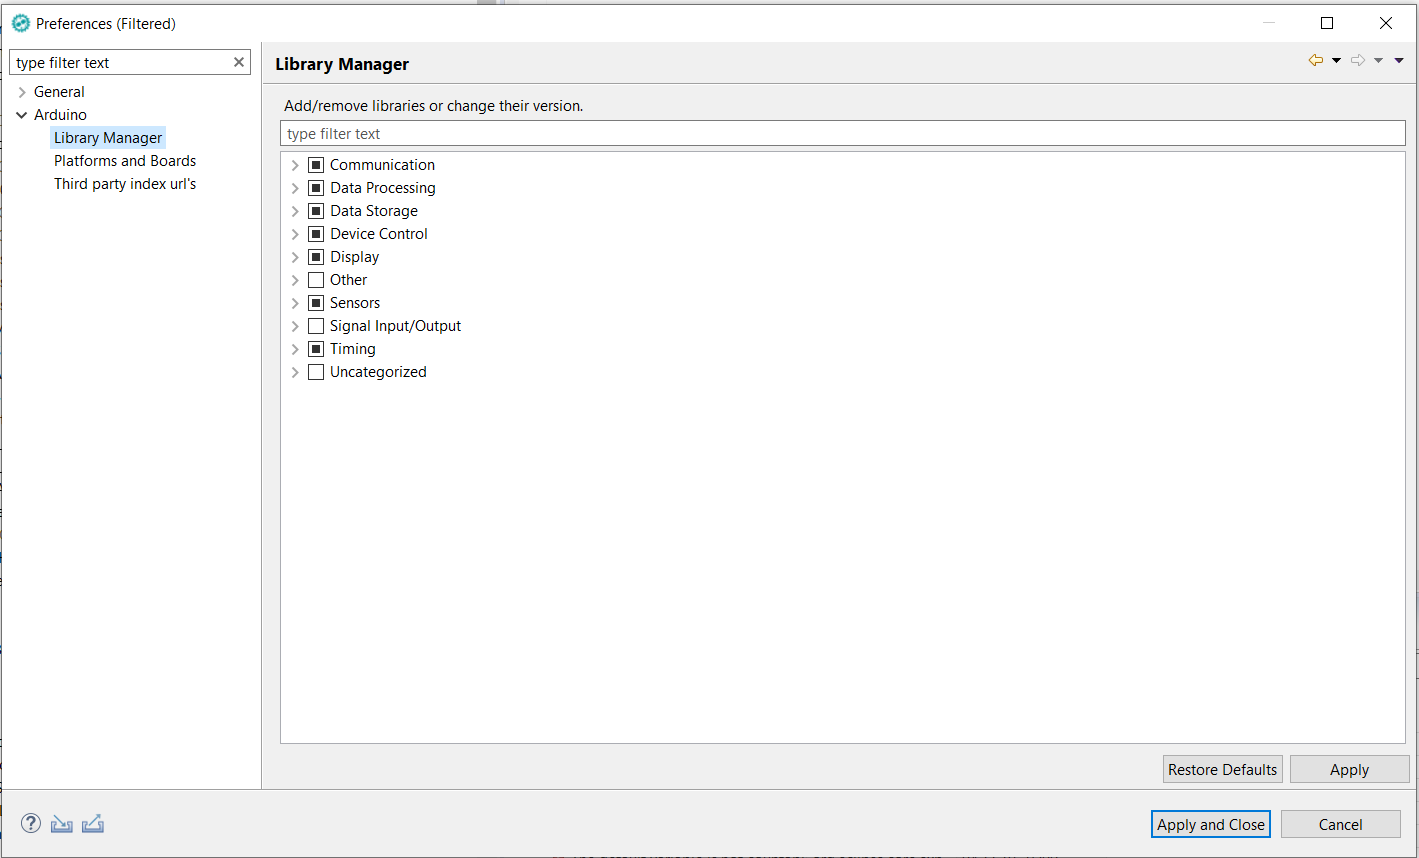 Preferences (Filtered)
type filter text
General
Arduino
Library Manager
Platforms and Boards
Third party index url's
Library Manager
Add/remove libraries or change their version.
type filter text
Communication
Data Processing
Data Storage
Device Control
Display
Other
Sensors
Signal Input/Output
Timing
Uncategorized
Restore Defaults
Apply
Apply and Close
Cancel